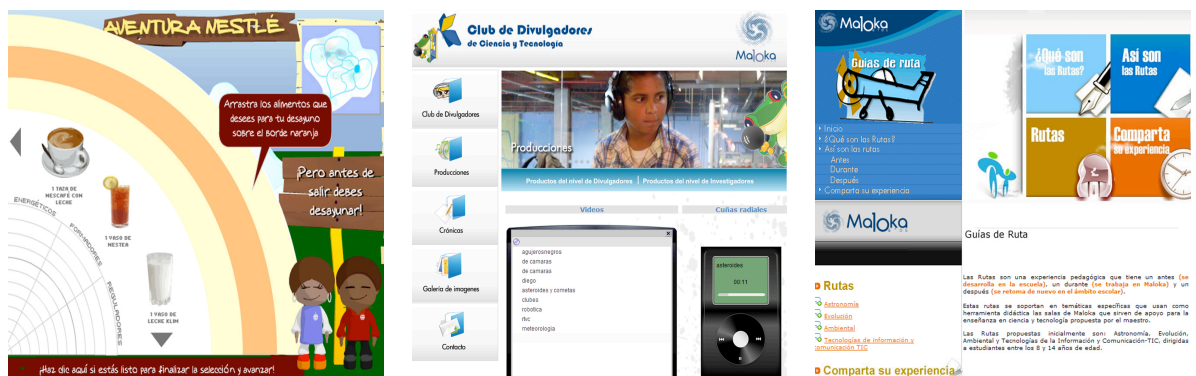 AVENTURA NESTLÉ
Arrastra los alimentos que
desees para tu desayuno
sobre el borde naranja
1 TAZA DE
NESCAFÉ CON
LECHE
1 VASO DE
NESTEA
1 VASO DE
LECHE KLIM
ENERGÉTICOS
FORMADORES
REGULADORES
Pero antes de
salir debes
desayunar!
¡Haz clic aquí si estás listo para finalizar la selección y avanzar!
Club de Divulgadores
de Ciencia y Tecnología
Maloka
Club de Divulgadores
Producciones
Crónicas
Galería de imagenes
Contacto
Producciones
Productos del nivel de Divulgadores | Productos del nivel de Investigadores
Videos
Cuñas radiales
agujerosnegros
de camaras
de camaras
diego
asteroides y cometas
clubes
robotica
rtvc
meteorologia
asteroides
00:11
Maloka
Guías de ruta
Inicio
¿Qué son las Rutas?
Así son las rutas
Antes
Durante
Después
Comparta su experiencia
Maloka
Rutas
Astronomía
Evolución
Ambiental
Tecnologías de información y
comunicación TIC
Comparta su experiencia
¿Qué son
las Rutas?
Así son
las Rutas
Rutas
Comparta
su experiencia
Guías de Ruta
Las Rutas son una experiencia pedagógica que tiene un antes (se
desarrolla en la escuela), un durante (se trabaja en Maloka) y un
después (se retoma de nuevo en el ámbito escolar).
Estas rutas se soportan en temáticas específicas que usan como
herramienta didáctica las salas de Maloka que sirven de apoyo para la
enseñanza en ciencia y tecnología propuesta por el maestro.
Las Rutas propuestas inicialmente son: Astronomía, Evolución,
Ambiental y Tecnologías de la Información y Comunicación-TIC, dirigidas
a estudiantes entre los 8 y 14 años de edad.